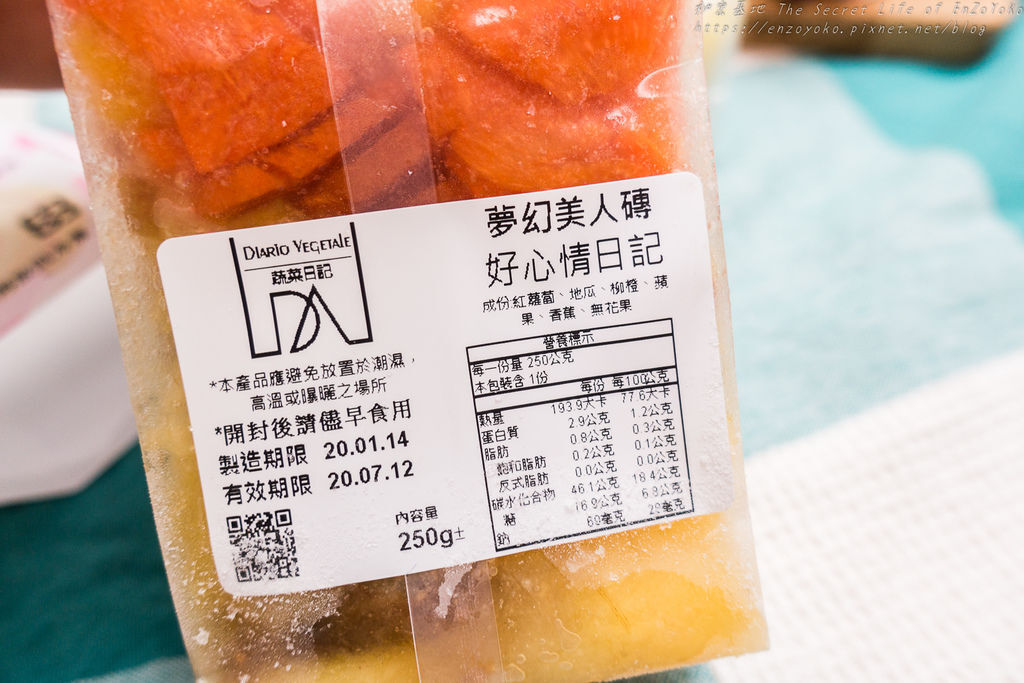 The Secret Life of EnZoYoKo
https://enzoyoko.pixnet.net/blog
DIARIO VEGETALE
蔬菜日記
*本產品應避免放置於潮濕，
高溫或曝曬之場所
*開封後請儘早食用
製造期限 20.01.14
有效期限 20.07.12
內容量
250g±
夢幻美人磚
好心情日記
成份:紅蘿蔔、地瓜、柳橙、蘋
果、香蕉、無花果
營養標示
每一份量 250公克
本包裝含 1份
每份 每100公克
熱量 193.9大卡 77.6大卡
蛋白質 2.9公克 1.2公克
脂肪 0.8公克 0.3公克
飽和脂肪 0.2公克 0.1公克
反式脂肪 0.0公克 0.0公克
碳水化合物 46.1公克 18.4公克
糖 16.9公克 6.8公克
鈉 69毫克 28毫克